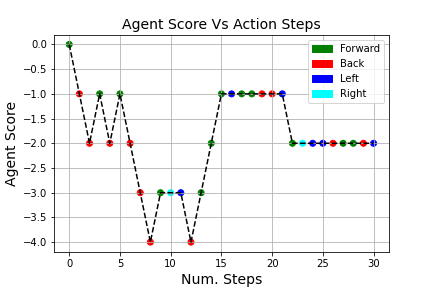 Agent Score Vs Action Steps
Agent Score
0.0
−0.5
−1.0
−1.5
−2.0
−2.5
−3.0
−3.5
−4.0
Forward
Back
Left
Right
0 5 10 15 20 25 30
Num. Steps